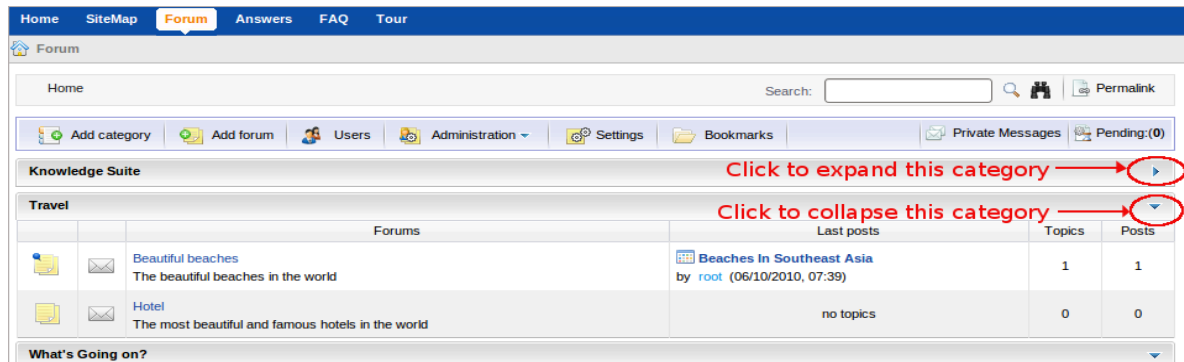 Home SiteMap Forum Answers FAQ Tour
Forum
Home Search: Permalink
Add category Add forum Users Administration Settings Bookmarks Private Messages Pending:(0)
Knowledge Suite Click to expand this category
Travel Click to collapse this category
Forums Last posts Topics Posts
Beautiful beaches Beaches In Southeast Asia
The beautiful beaches in the world by root (06/10/2010, 07:39) 1 1
Hotel
The most beautiful and famous hotels in the world no topics 0 0
What's Going on?